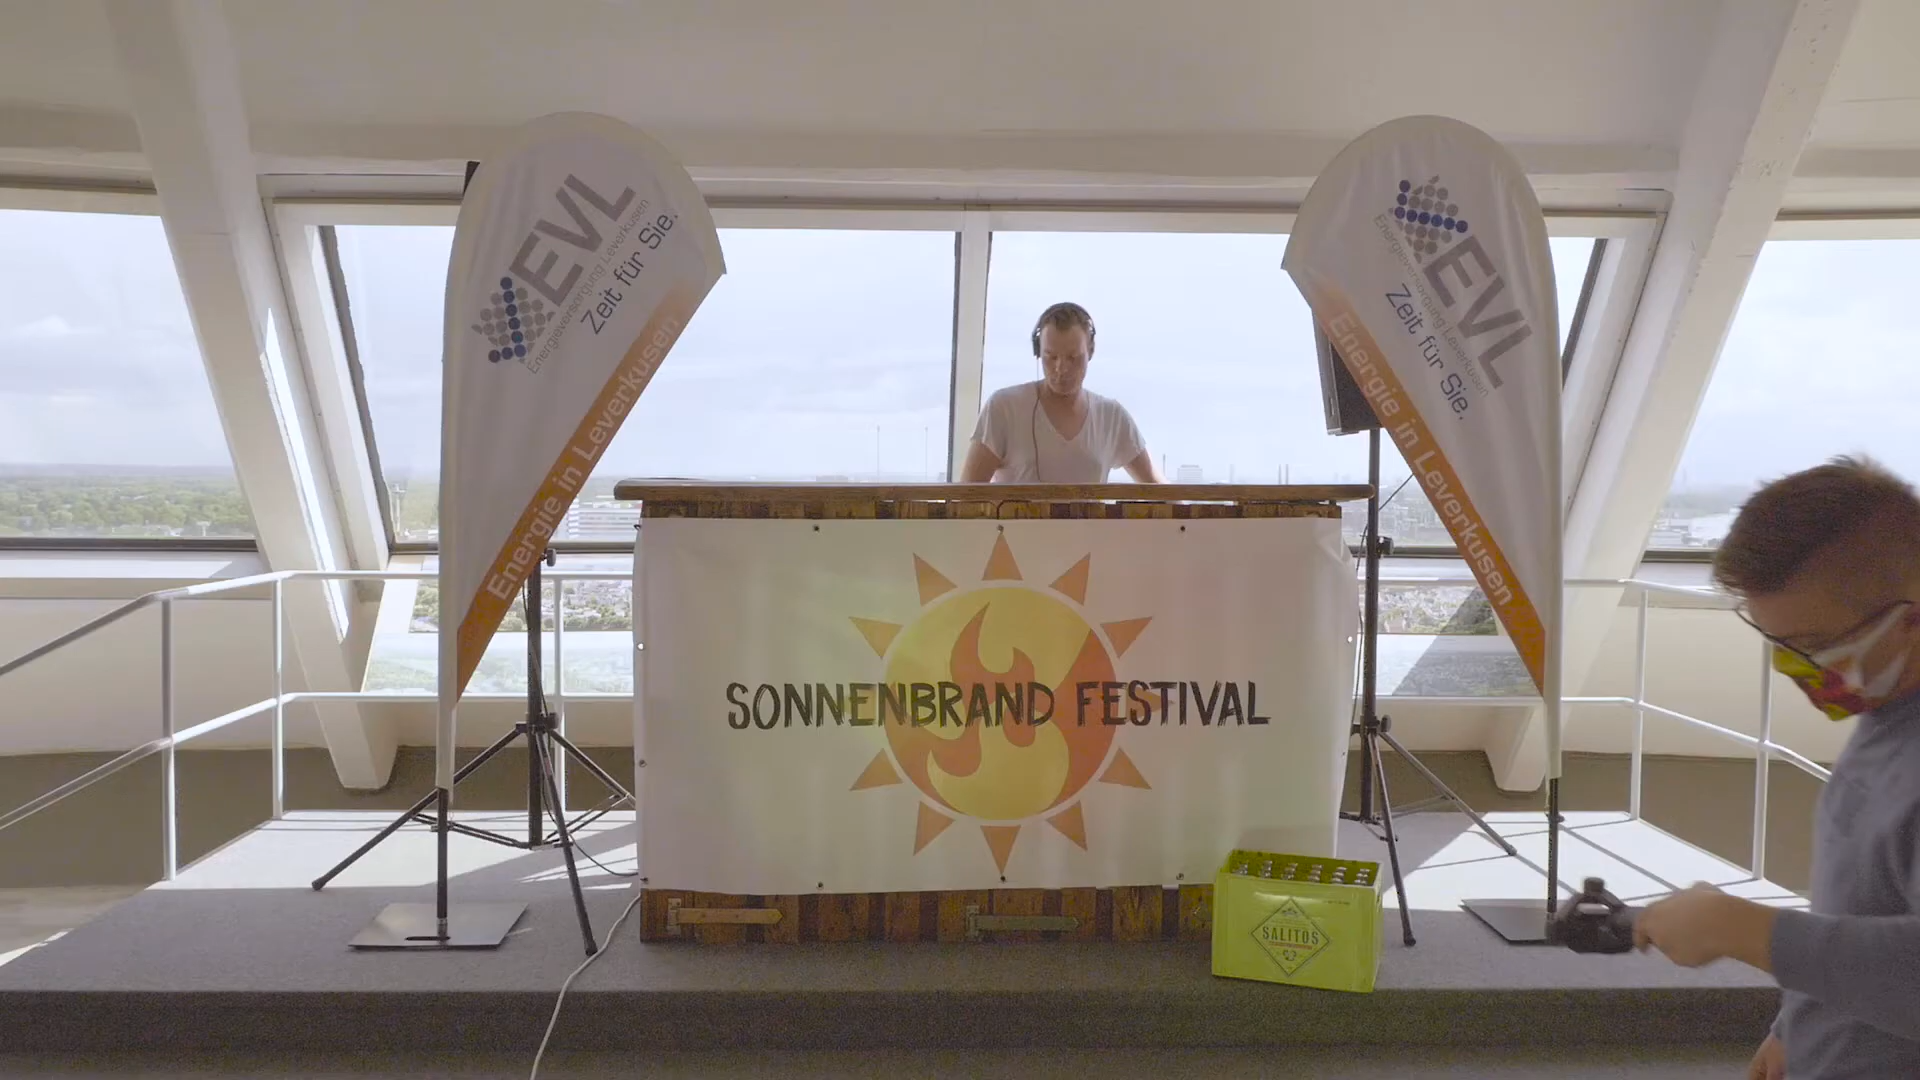 EVL
Energieversorgung Leverkusen
Zeit für Sie.
Energie in Leverkusen
EVL
Energieversorgung Leverkusen
Zeit für Sie.
Energie in Leverkusen
SONNENBRAND FESTIVAL
SALITOS